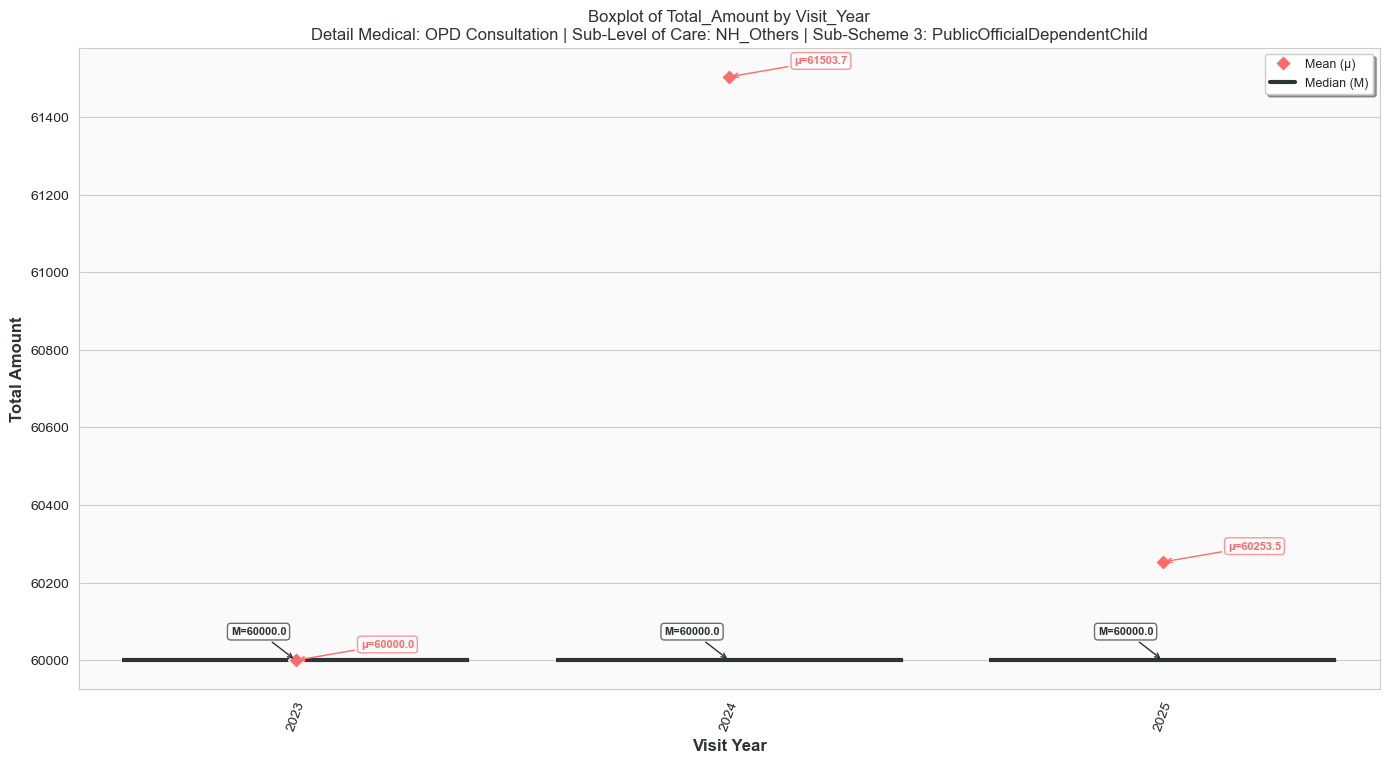 Boxplot of Total_Amount by Visit_Year
Detail Medical: OPD Consultation | Sub-Level of Care: NH_Others | Sub-Scheme 3: PublicOfficialDependentChild
Mean (μ)
Median (M)
μ=61503.7
61400
61200
61000
60800
60600
60400
60200
60000
Total Amount
μ=60253.5
M=60000.0
μ=60000.0
M=60000.0
M=60000.0
2023
2024
2025
Visit Year